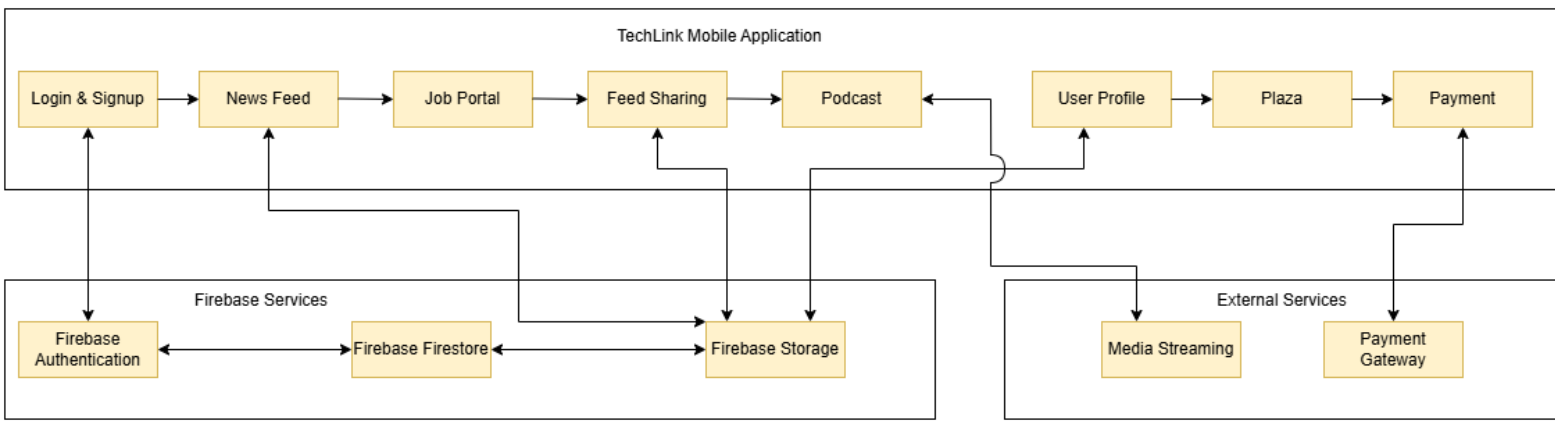 TechLink Mobile Application
Login & Signup
News Feed
Job Portal
Feed Sharing
Podcast
User Profile
Plaza
Payment
Firebase Services
Firebase
Authentication
Firebase Firestore
Firebase Storage
External Services
Media Streaming
Payment
Gateway